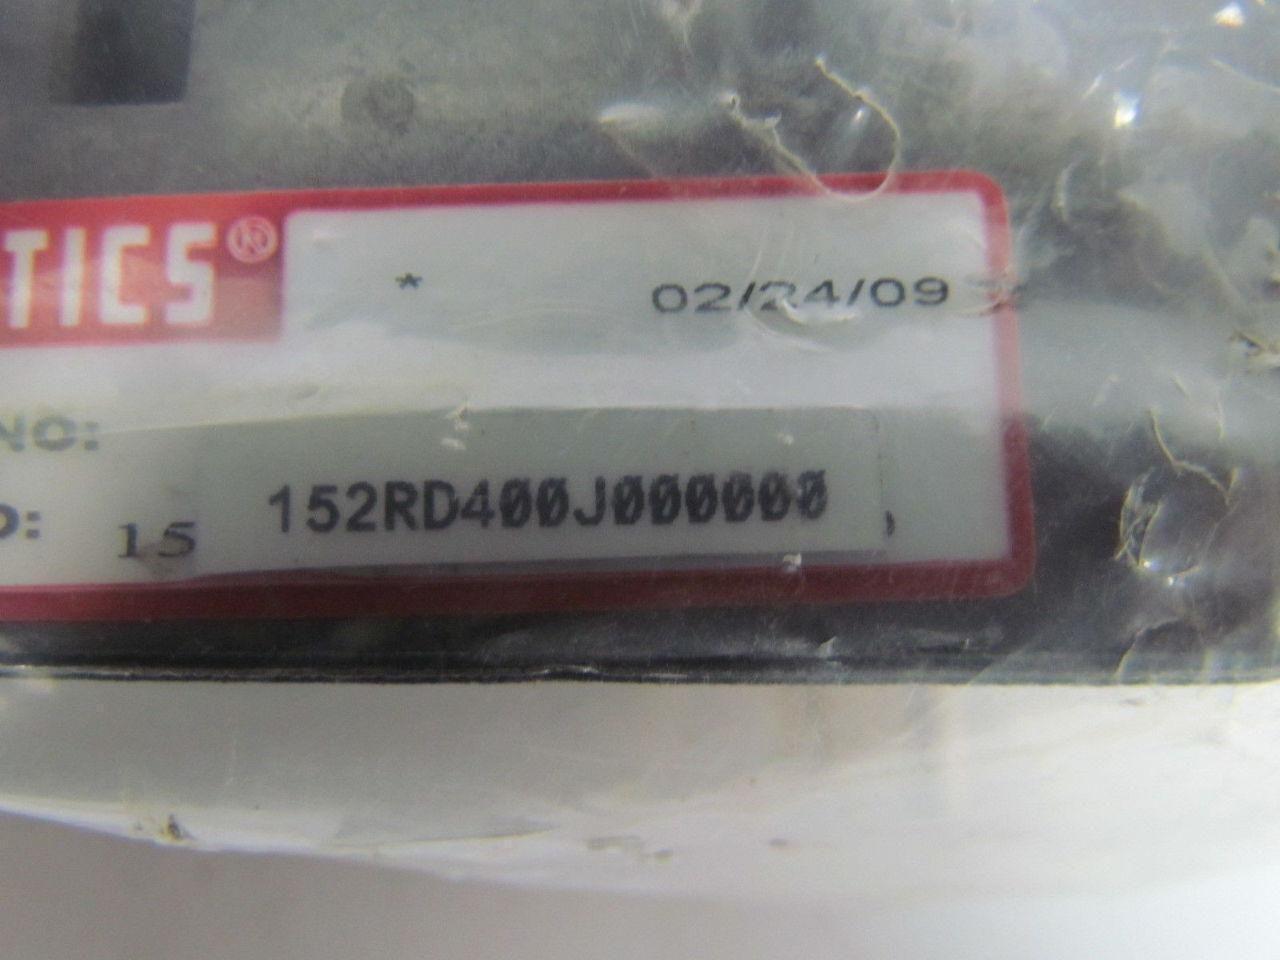 TICS®
* 02/24/09
NO:
152RD400J000000
O: 15